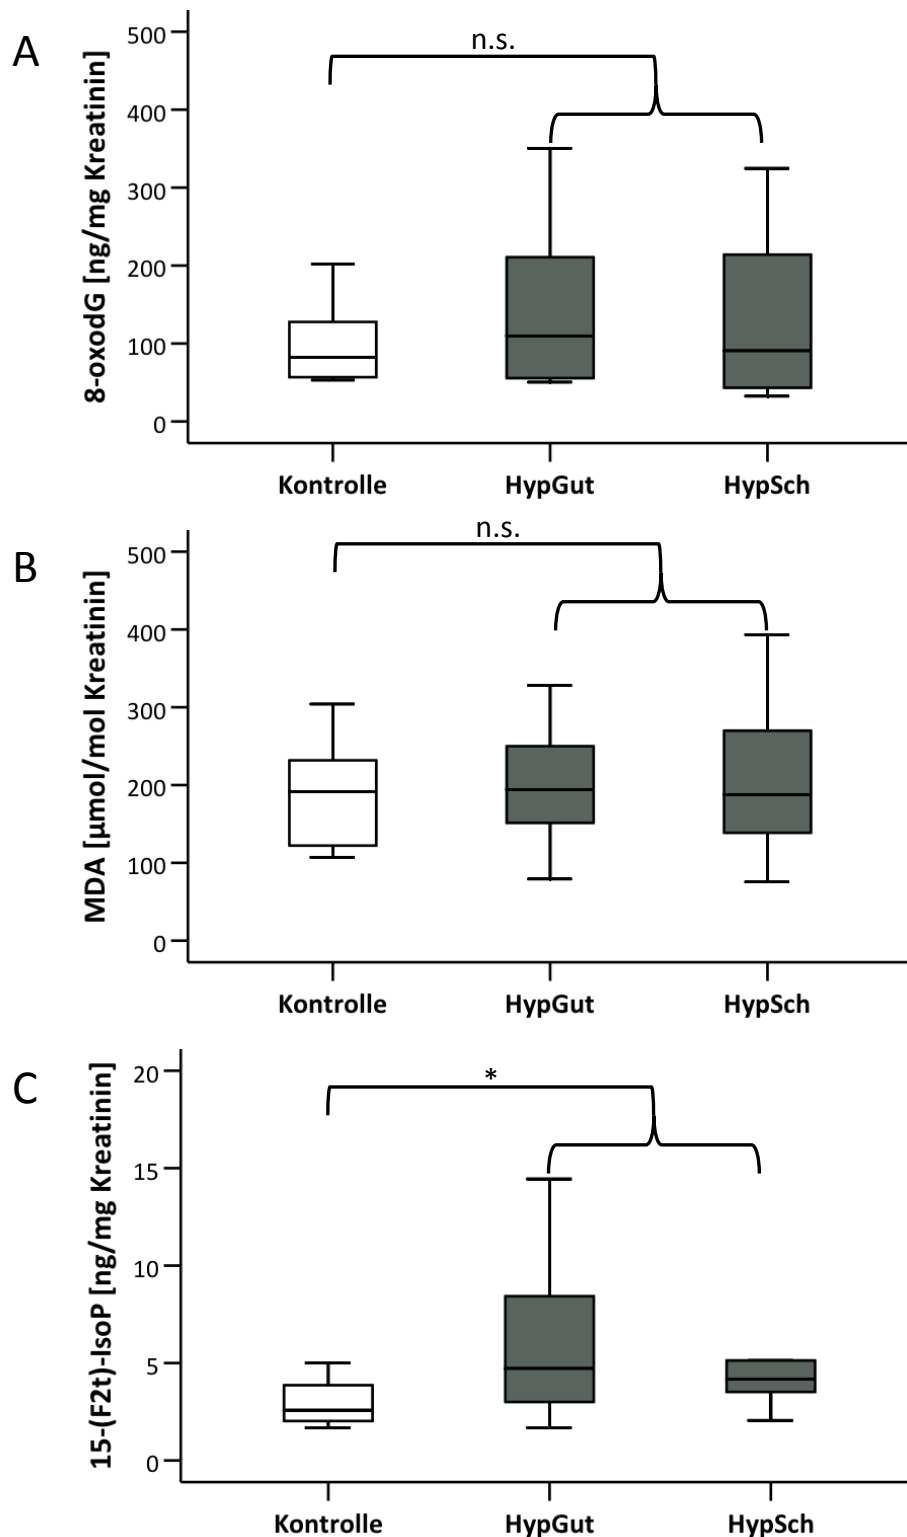 A
8-oxodG [ng/mg Kreatinin]
500
400
300
200
100
0
n.s.
Kontrolle HypGut HypSch
B
MDA [µmol/mol Kreatinin]
500
400
300
200
100
0
n.s.
Kontrolle HypGut HypSch
C
15-(F2t)-IsoP [ng/mg Kreatinin]
20
15
10
5
0
*
Kontrolle HypGut HypSch